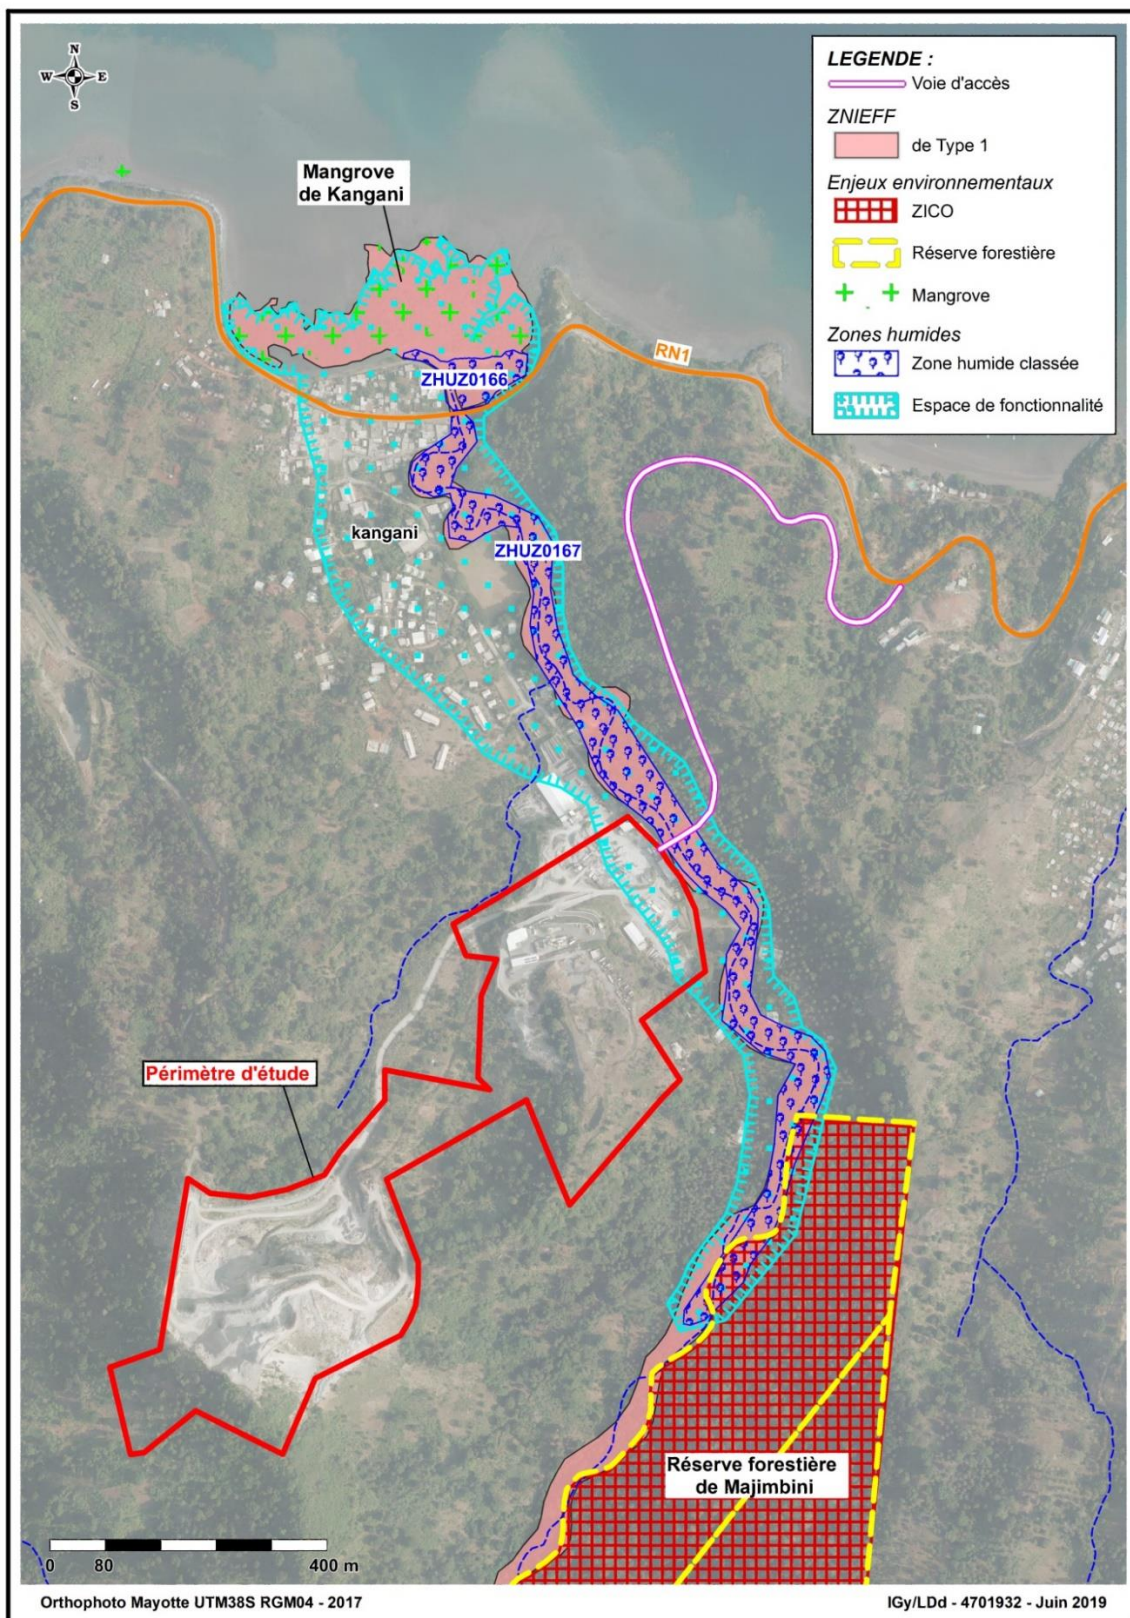 N
W
E
S
LEGENDE :
Voie d'accès
ZNIEFF
de Type 1
Enjeux environnementaux
ZICO
Réserve forestière
Mangrove
Zones humides
Zone humide classée
Espace de fonctionnalité
Mangrove
de Kangani
RN1
ZHUZ0166
kangani
ZHUZ0167
Périmètre d'étude
Réserve forestière
de Majimbini
0 80 400 m
Orthophoto Mayotte UTM38S RGM04 - 2017
IGy/LDd - 4701932 - Juin 2019